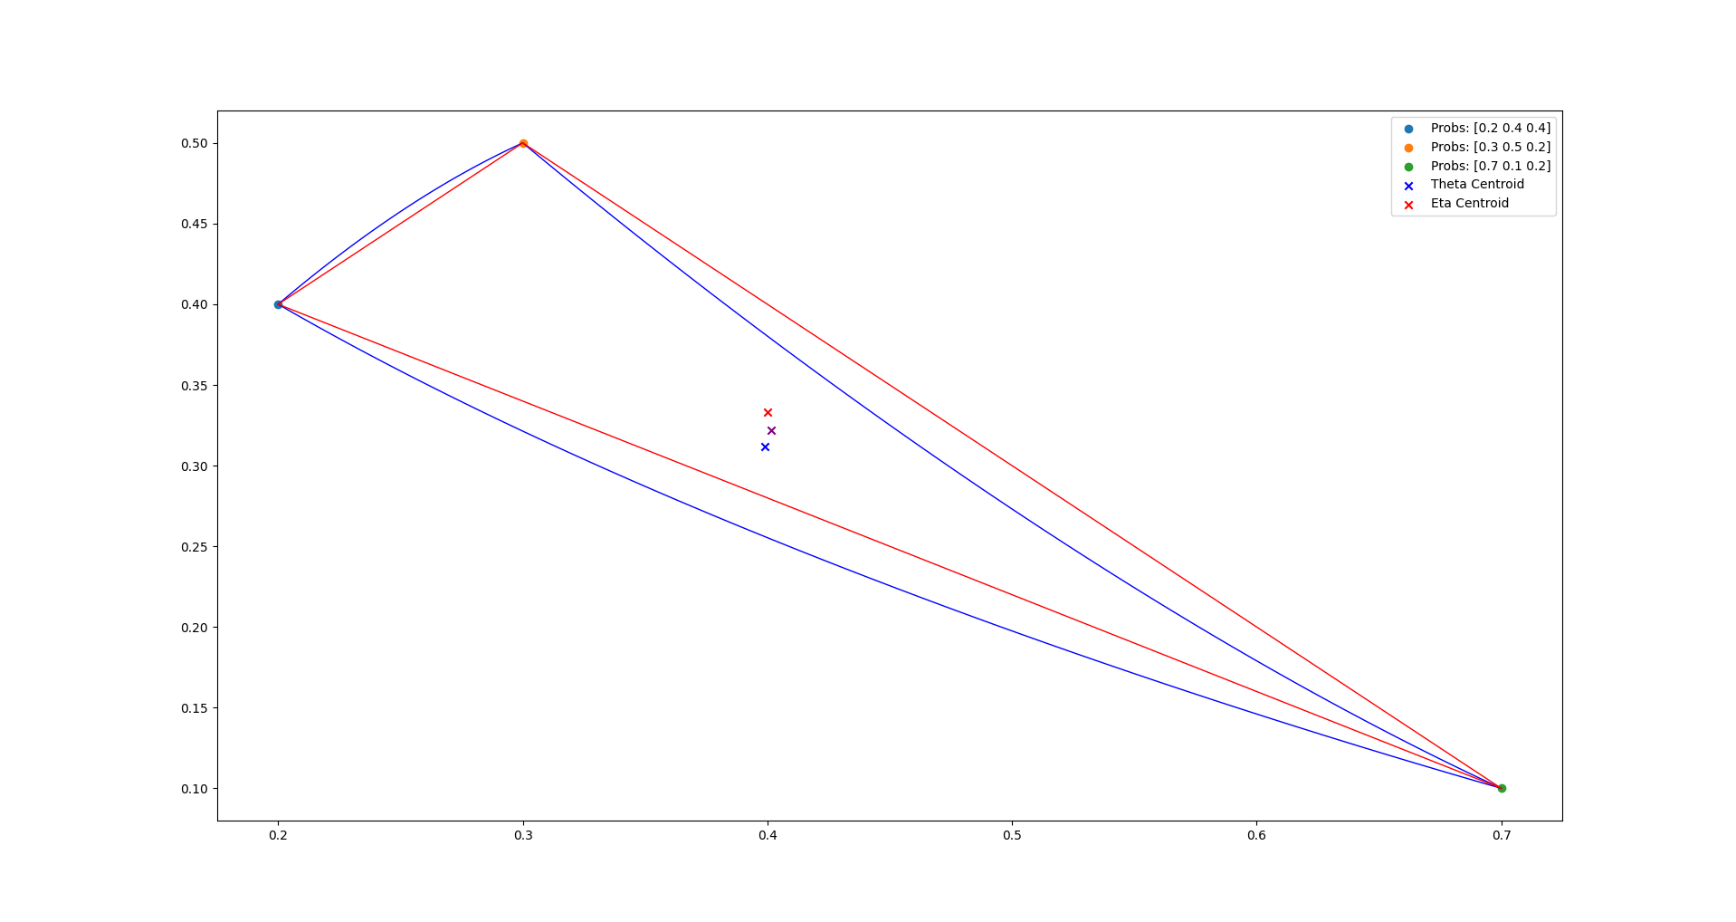 Probs: [0.2 0.4 0.4]
Probs: [0.3 0.5 0.2]
Probs: [0.7 0.1 0.2]
Theta Centroid
Eta Centroid
0.50
0.45
0.40
0.35
0.30
0.25
0.20
0.15
0.10
0.2 0.3 0.4 0.5 0.6 0.7